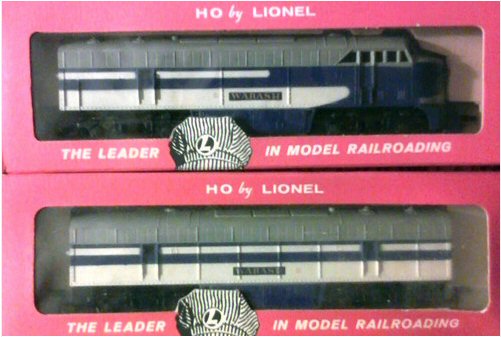 HO by LIONEL
WABASH
L
THE LEADER IN MODEL RAILROADING
HO by LIONEL
WABASH
L
THE LEADER IN MODEL RAILROADING